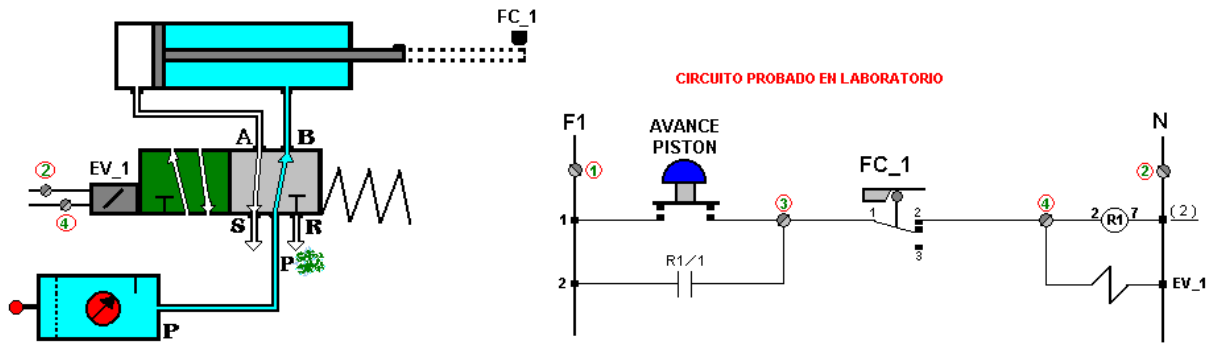 FC_1
A B
EV_1
2
4
S R
P
P
CIRCUITO PROBADO EN LABORATORIO
F1
AVANCE
PISTON
FC_1
N
1
2
1
3
1 2
3
4
2 R1 7
(2)
R1/1
2
EV_1